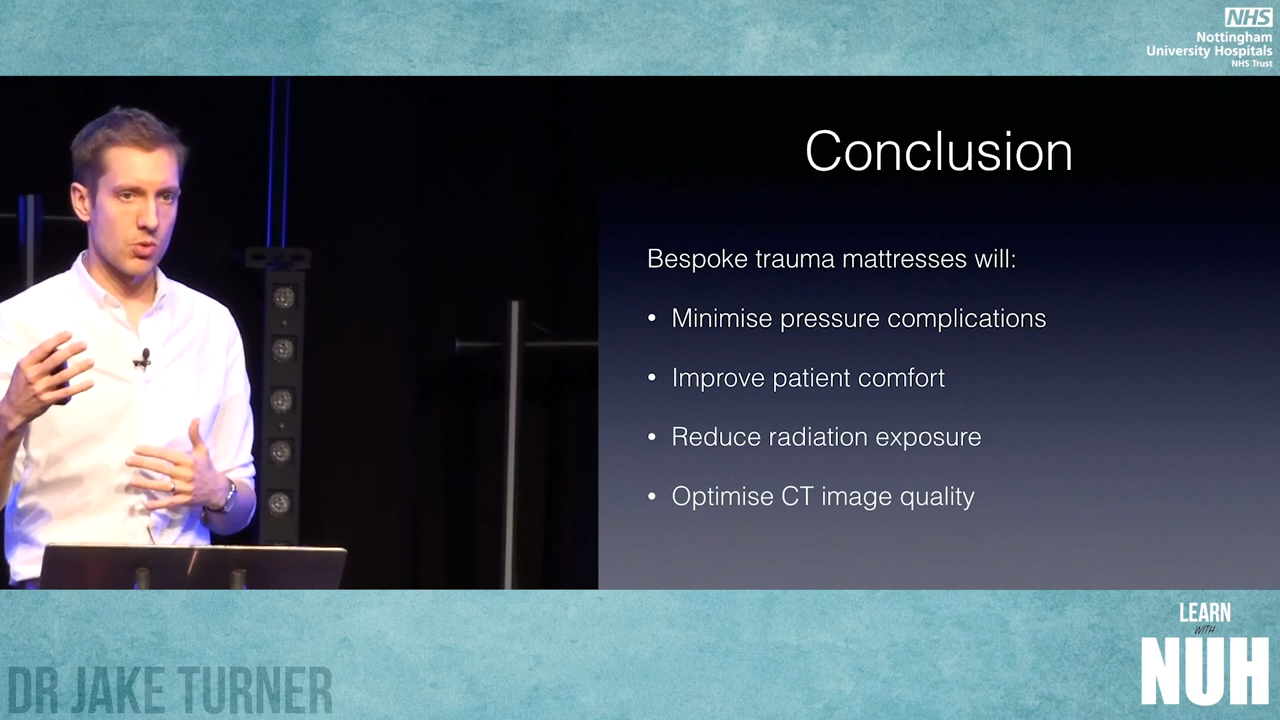 NHS
Nottingham
University Hospitals
NHS Trust
Conclusion
Bespoke trauma mattresses will:
• Minimise pressure complications
• Improve patient comfort
• Reduce radiation exposure
• Optimise CT image quality
LEARN
WITH
NUH
DR JAKE TURNER